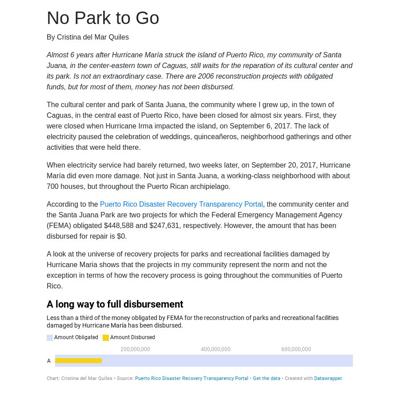 No Park to Go
By Cristina del Mar Quiles
Almost 6 years after Hurricane María struck the island of Puerto Rico, my community of Santa
Juana, in the center-eastern town of Caguas, still waits for the reparation of its cultural center and
its park. Is not an extraordinary case. There are 2006 reconstruction projects with obligated
funds, but for most of them, money has not been disbursed.
The cultural center and park of Santa Juana, the community where I grew up, in the town of
Caguas, in the central east of Puerto Rico, have been closed for almost six years. First, they
were closed when Hurricane Irma impacted the island, on September 6, 2017. The lack of
electricity paused the celebration of weddings, quinceañeros, neighborhood gatherings and other
activities that were held there.
When electricity service had barely returned, two weeks later, on September 20, 2017, Hurricane
María did even more damage. Not just in Santa Juana, a working-class neighborhood with about
700 houses, but throughout the Puerto Rican archipielago.
According to the Puerto Rico Disaster Recovery Transparency Portal, the community center and
the Santa Juana Park are two projects for which the Federal Emergency Management Agency
(FEMA) obligated $448,588 and $247,631, respectively. However, the amount that has been
disbursed for repair is $0.
A look at the universe of recovery projects for parks and recreational facilities damaged by
Hurricane Maria shows that the projects in my community represent the norm and not the
exception in terms of how the recovery process is going throughout the communities of Puerto
Rico.
A long way to full disbursement
Less than a third of the money obligated by FEMA for the reconstruction of parks and recreational facilities
damaged by Hurricane María has been disbursed.
Amount Obligated Amount Disbursed
200,000,000 400,000,000 600,000,000
A
Chart: Cristina del Mar Quiles • Source: Puerto Rico Disaster Recovery Transparency Portal • Get the data • Created with Datawrapper